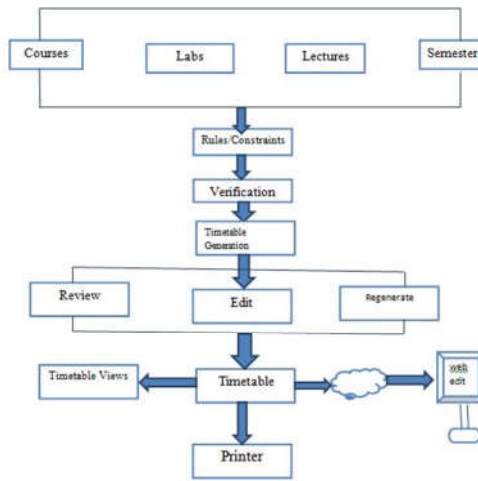 Courses
Labs
Lectures
Semester
Rules/Constraints
Verification
Timetable
Generation
Review
Edit
Regenerate
Timetable Views
Timetable
web
edit
Printer